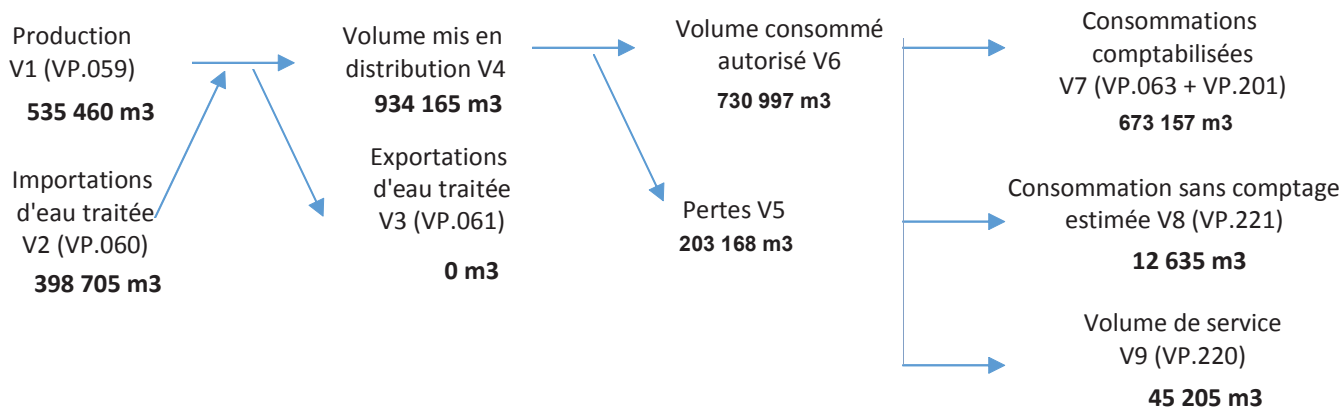 Production
V1 (VP.059)
535 460 m3
Importations
d'eau traitée
V2 (VP.060)
398 705 m3
Volume mis en
distribution V4
934 165 m3
Exportations
d'eau traitée
V3 (VP.061)
0 m3
Volume consommé
autorisé V6
730 997 m3
Pertes V5
203 168 m3
Consommations
comptabilisées
V7 (VP.063 + VP.201)
673 157 m3
Consommation sans comptage
estimée V8 (VP.221)
12 635 m3
Volume de service
V9 (VP.220)
45 205 m3